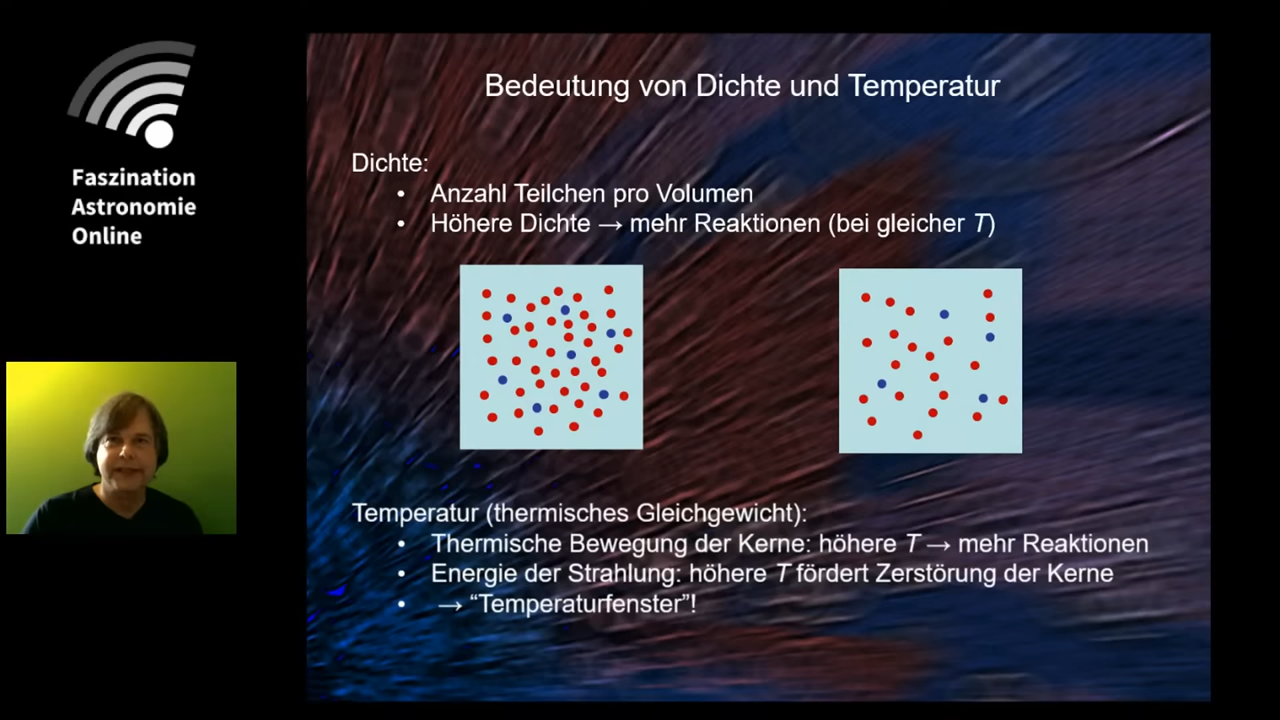 Faszination
Astronomie
Online
Bedeutung von Dichte und Temperatur
Dichte:
• Anzahl Teilchen pro Volumen
• Höhere Dichte → mehr Reaktionen (bei gleicher T)
Temperatur (thermisches Gleichgewicht):
• Thermische Bewegung der Kerne: höhere T → mehr Reaktionen
• Energie der Strahlung: höhere T fördert Zerstörung der Kerne
• → “Temperaturfenster”!